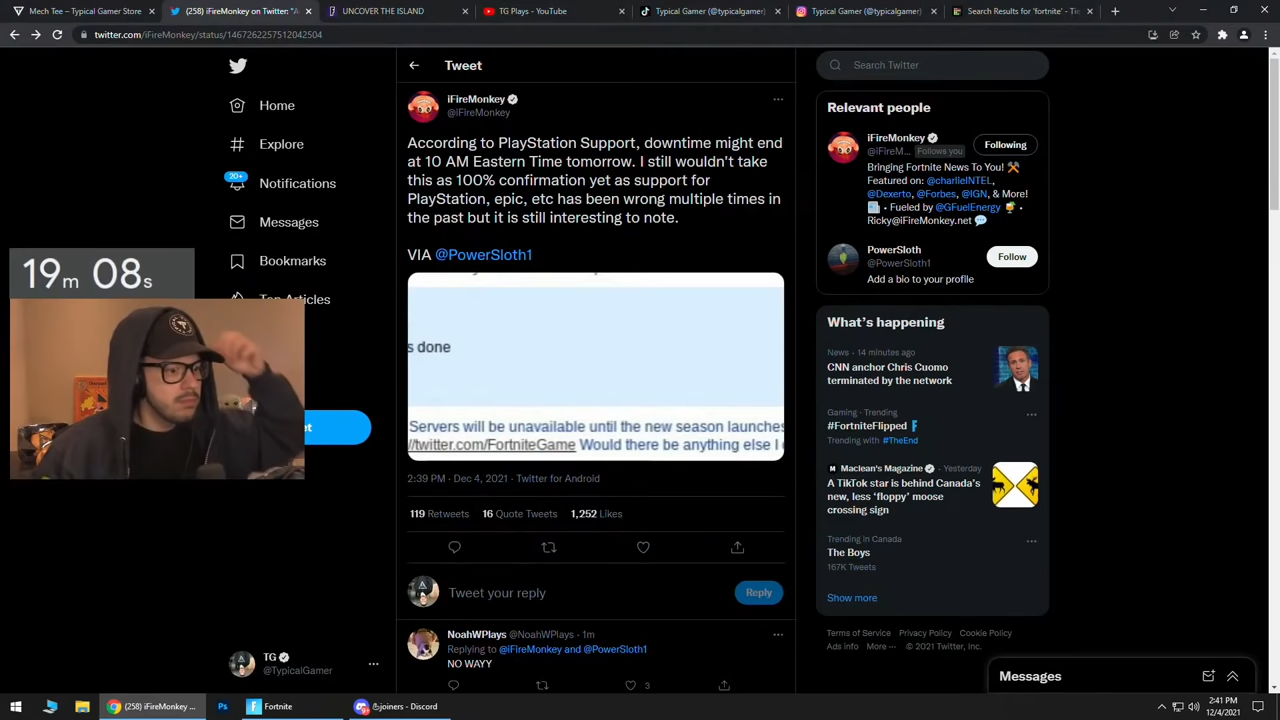 Mech Tee – Typical Gamer
(258) iFireMonkey on Twitter: "A
UNCOVER THE ISLAND
TG Plays - YouTube
Typical Gamer (@typicalgamer)
Typical Gamer (@typicalgam
Search Results for 'fortnite' - Ti
twitter.com/iFireMonkey/status/1467262257512042504
Home
Explore
20+
Notifications
Messages
Bookmarks
Top Articles
19m 08s
TG
@TypicalGamer
Tweet
iFireMonkey
@iFireMonkey
According to PlayStation Support, downtime might end
at 10 AM Eastern Time tomorrow. I still wouldn't take
this as 100% confirmation yet as support for
PlayStation, epic, etc has been wrong multiple times in
the past but it is still interesting to note.
VIA @PowerSloth1
s done
Servers will be unavailable until the new season launches
//twitter.com/FortniteGame Would there be anything else I
2:39 PM · Dec 4, 2021 · Twitter for Android
119 Retweets 16 Quote Tweets 1,252 Likes
Tweet your reply
Reply
NoahWPlays @NoahWPlays · 1m
Replying to @iFireMonkey and @PowerSloth1
NO WAYY
3
Search Twitter
Relevant people
iFireMonkey
@iFireM... Follows you
Following
Bringing Fortnite News To You!
Featured on: @charlieINTEL,
@Dexerto, @Forbes, @IGN, & More!
• Fueled by @GFuelEnergy •
Ricky@iFireMonkey.net
PowerSloth
@PowerSloth1
Follow
Add a bio to your profile
What's happening
News · 14 minutes ago
CNN anchor Chris Cuomo
terminated by the network
Gaming · Trending
#FortniteFlipped
Trending with #TheEnd
Maclean's Magazine · Yesterday
A TikTok star is behind Canada's
new, less 'floppy' moose
crossing sign
Trending in Canada
The Boys
167K Tweets
Show more
Terms of Service Privacy Policy Cookie Policy
Ads info More ··· © 2021 Twitter, Inc.
Messages
(258) iFireMonkey ...
Ps
Fortnite
joiners - Discord
2:41 PM
12/4/2021